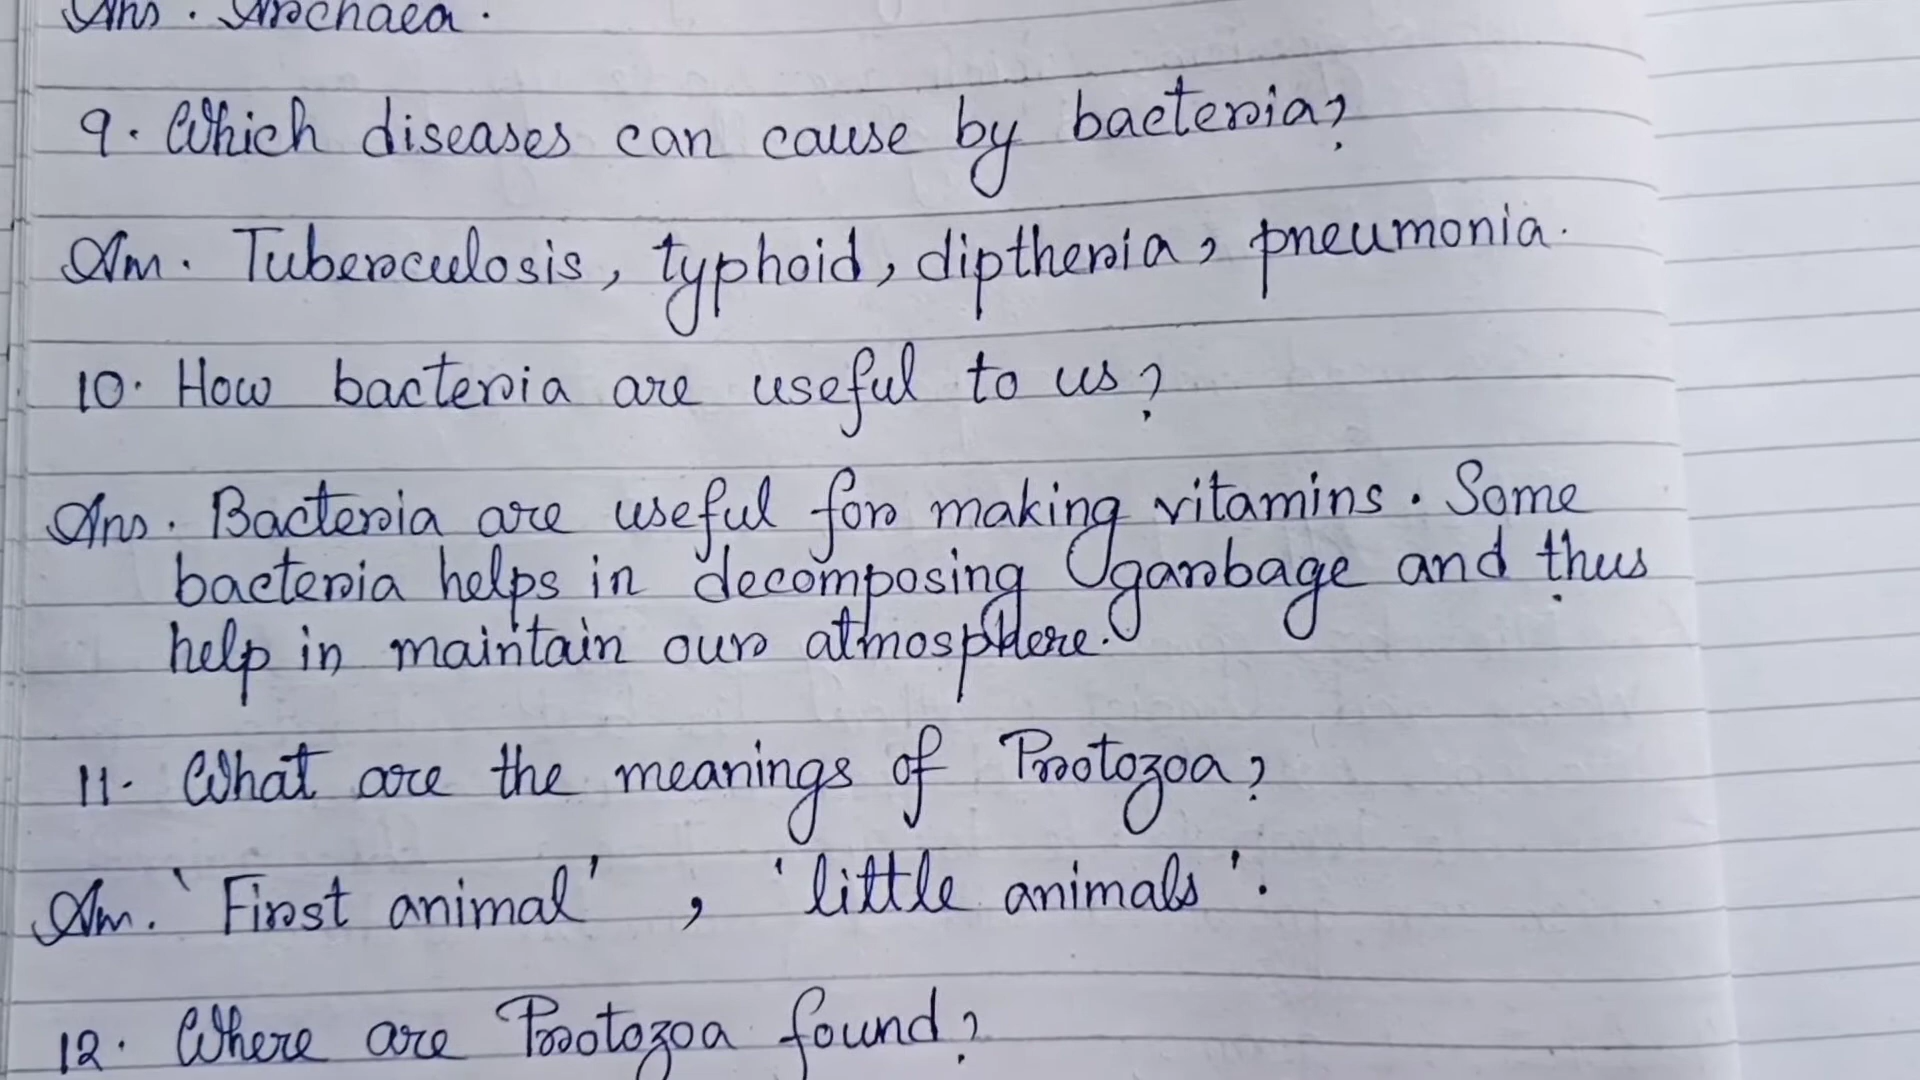 Ans. Archaea.
9. Which diseases can cause by bacteria?
Ans. Tuberculosis, typhoid, diptheria, pneumonia.
10. How bacteria are useful to us?
Ans. Bacteria are useful for making vitamins. Some
bacteria helps in decomposing garbage and thus
help in maintain our atmosphere.
11. What are the meanings of Protozoa?
Ans. 'First animal', 'little animals'.
12. Where are Protozoa found?